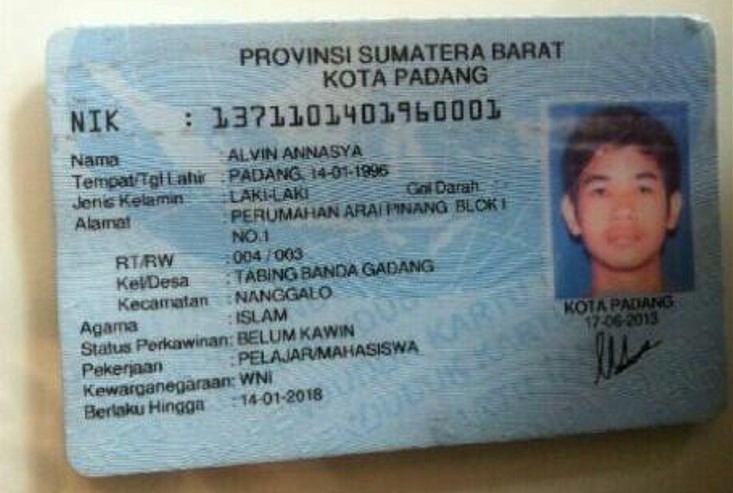 PROVINSI SUMATERA BARAT
KOTA PADANG
NIK : 1371101401960001
Nama : ALVIN ANNASYA
Tempat/Tgl Lahir : PADANG, 14-01-1996
Jenis Kelamin : LAKI-LAKI Gol Darah :
Alamat : PERUMAHAN ARAI PINANG BLOK I
NO.1
RT/RW : 004 / 003
Kel/Desa : TABING BANDA GADANG
Kecamatan : NANGGALO
Agama : ISLAM
Status Perkawinan: BELUM KAWIN
Pekerjaan : PELAJAR/MAHASISWA
Kewarganegaraan: WNI
Berlaku Hingga : 14-01-2018
KOTA PADANG
17-06-2013